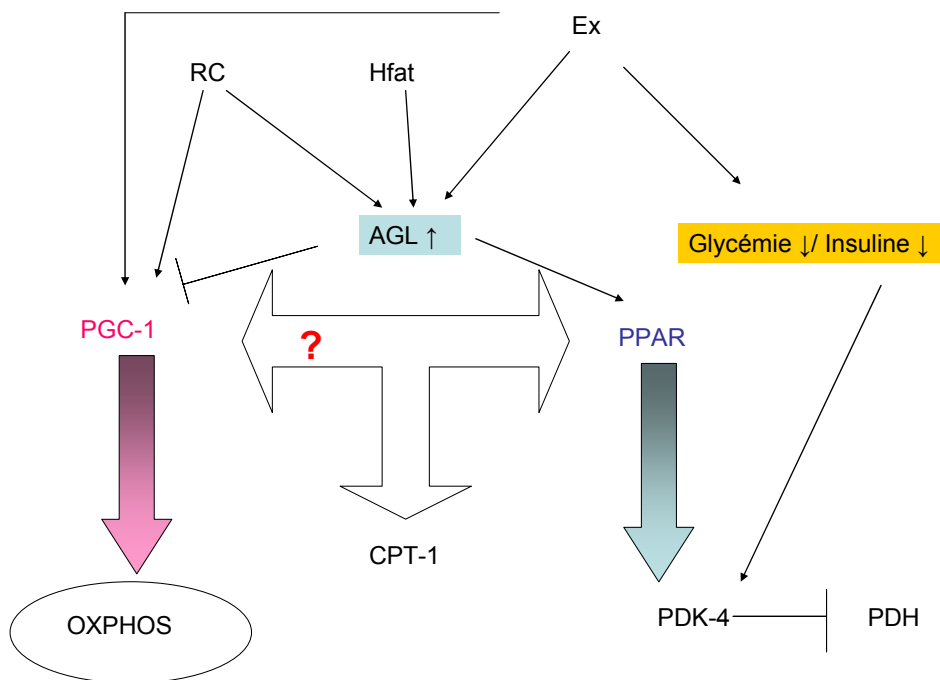 Ex
RC
Hfat
AGL ↑
Glycémie ↓/ Insuline ↓
PGC-1
?
PPAR
CPT-1
OXPHOS
PDK-4
PDH